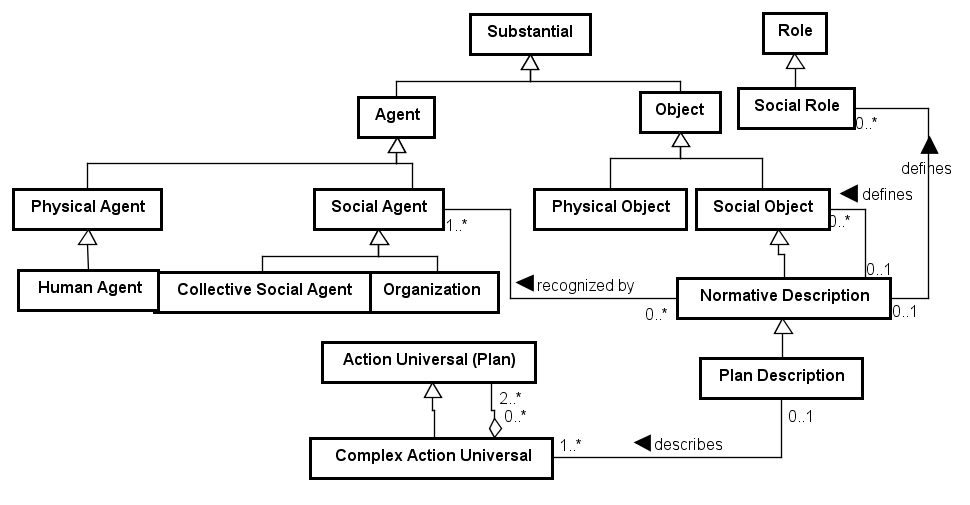 Substantial
Role
Agent
Object
Social Role
0..*
defines
Physical Agent
Social Agent
1..*
Physical Object
Social Object
defines
0..*
0..1
Human Agent
Collective Social Agent
Organization
recognized by
0..*
Normative Description
0..1
Action Universal (Plan)
Plan Description
2..*
0..*
0..1
Complex Action Universal
1..*
describes